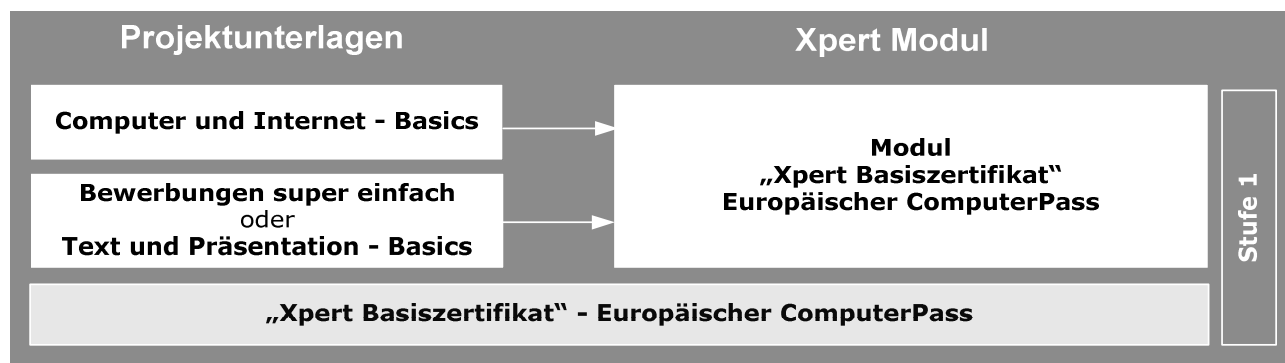 Projektunterlagen
Xpert Modul
Computer und Internet - Basics
Bewerbungen super einfach
oder
Text und Präsentation - Basics
Modul
„Xpert Basiszertifikat“
Europäischer ComputerPass
Stufe 1
„Xpert Basiszertifikat“ - Europäischer ComputerPass